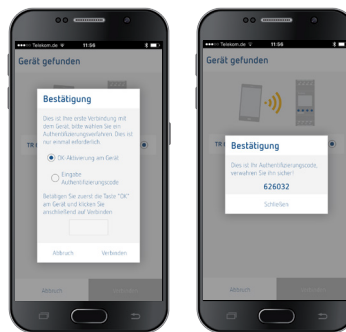 Telekom.de 11:56
Gerät gefunden
Bestätigung
Dies ist Ihre erste Verbindung mit
dem Gerät, bitte wählen Sie ein
Authentifizierungsverfahren. Dies ist
nur einmal erforderlich.
OK-Aktivierung am Gerät
Eingabe
Authentifizierungscode
Betätigen Sie zuerst die Taste "OK"
am Gerät und klicken Sie
anschließend auf Verbinden
Abbruch Verbinden
Abbruch
Telekom.de 11:56
Gerät gefunden
Bestätigung
Dies ist Ihr Authentifizierungscode,
verwahren Sie ihn sicher!
626032
Schließen
Abbruch